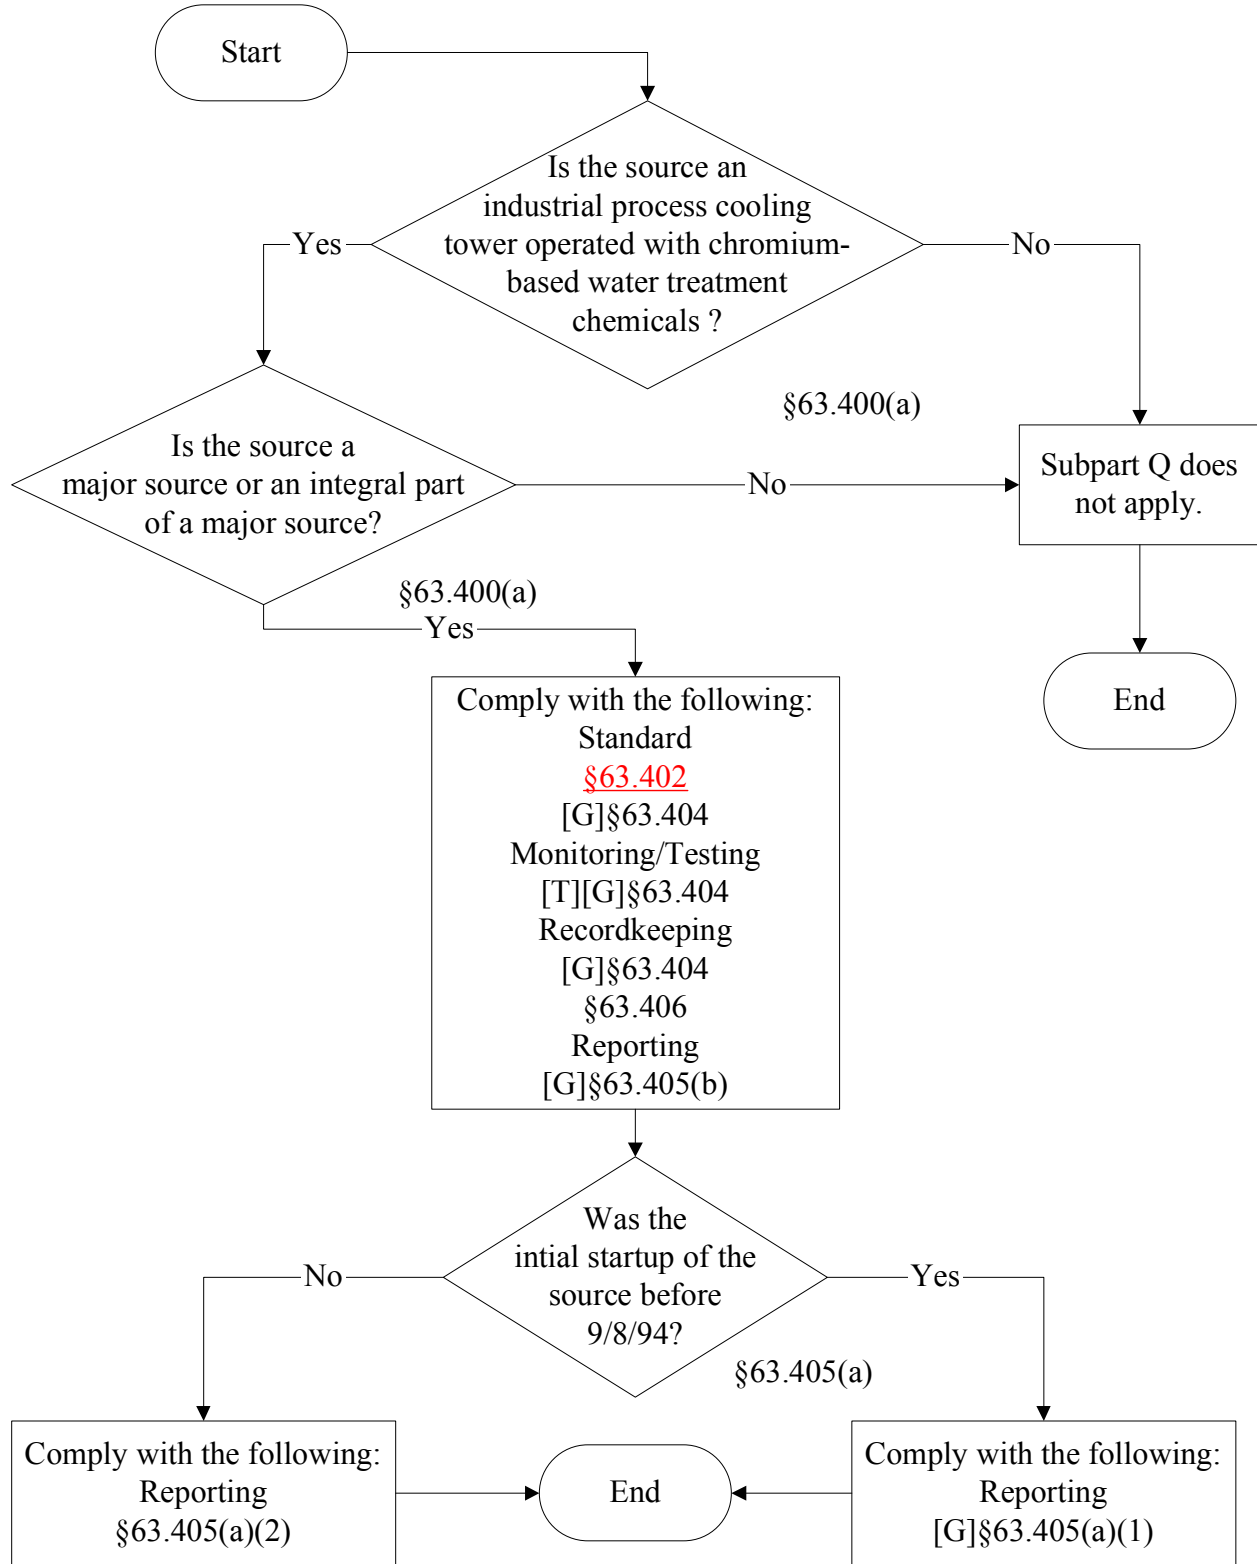 Start
Is the source an
industrial process cooling
tower operated with chromium-
based water treatment
chemicals ?
Yes
No
§63.400(a)
Is the source a
major source or an integral part
of a major source?
No
Subpart Q does
not apply.
§63.400(a)
Yes
End
Comply with the following:
Standard
§63.402
[G]§63.404
Monitoring/Testing
[T][G]§63.404
Recordkeeping
[G]§63.404
§63.406
Reporting
[G]§63.405(b)
Was the
intial startup of the
source before
9/8/94?
No
Yes
§63.405(a)
Comply with the following:
Reporting
§63.405(a)(2)
End
Comply with the following:
Reporting
[G]§63.405(a)(1)